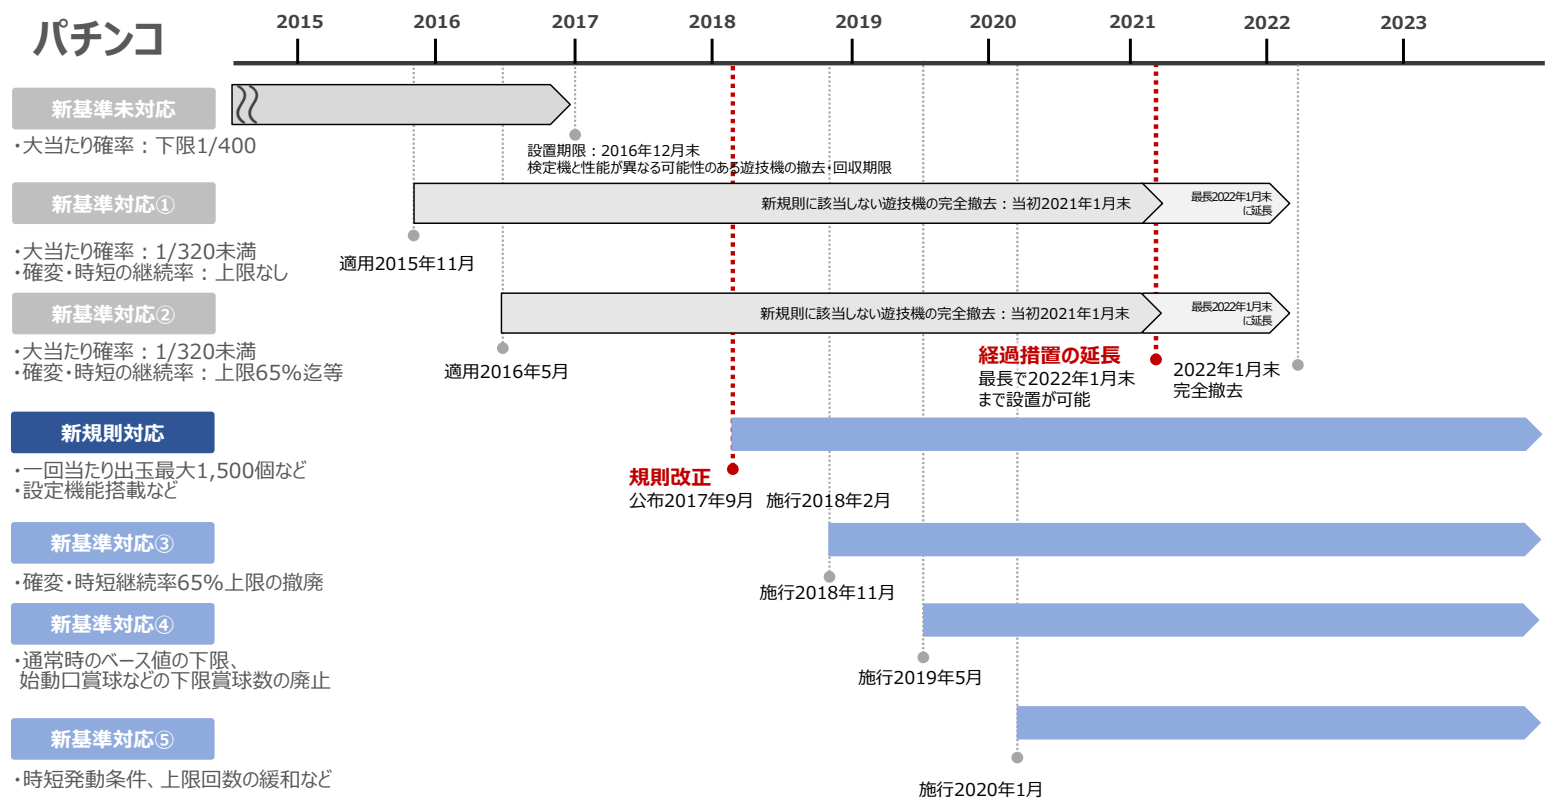 パチンコ
2015 2016 2017 2018 2019 2020 2021 2022 2023
新基準未対応
・大当たり確率：下限1/400
設置期限：2016年12月末
検定機と性能が異なる可能性のある遊技機の撤去・回収期限
新基準対応①
新規則に該当しない遊技機の完全撤去：当初2021年1月末
最長2022年1月末
に延長
・大当たり確率：1/320未満
・確変・時短の継続率：上限なし
適用2015年11月
新基準対応②
新規則に該当しない遊技機の完全撤去：当初2021年1月末
最長2022年1月末
に延長
・大当たり確率：1/320未満
・確変・時短の継続率：上限65%迄等
適用2016年5月
経過措置の延長
最長で2022年1月末
まで設置が可能
2022年1月末
完全撤去
新規則対応
・一回当たり出玉最大1,500個など
・設定機能搭載など
規則改正
公布2017年9月 施行2018年2月
新基準対応③
・確変・時短継続率65%上限の撤廃
施行2018年11月
新基準対応④
・通常時のベース値の下限、
始動口賞球などの下限賞球数の廃止
施行2019年5月
新基準対応⑤
・時短発動条件、上限回数の緩和など
施行2020年1月